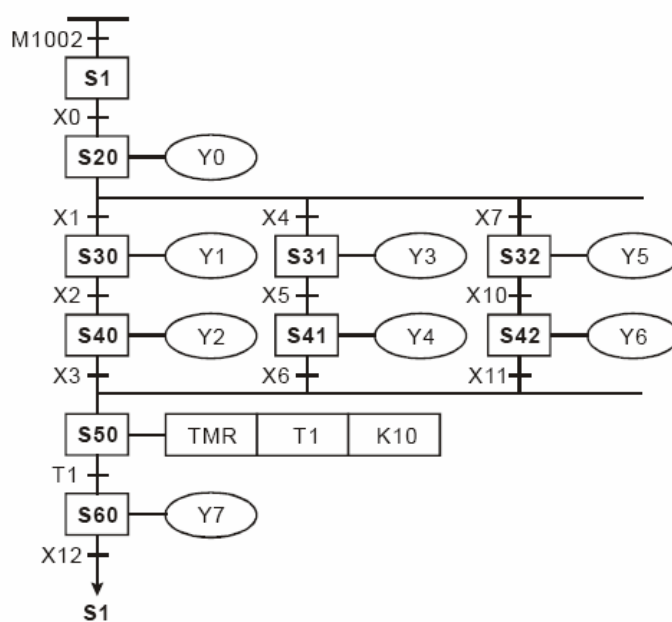 M1002
S1
X0
S20 Y0
X1 X4 X7
S30 Y1 S31 Y3 S32 Y5
X2 X5 X10
S40 Y2 S41 Y4 S42 Y6
X3 X6 X11
S50 TMR T1 K10
T1
S60 Y7
X12
S1